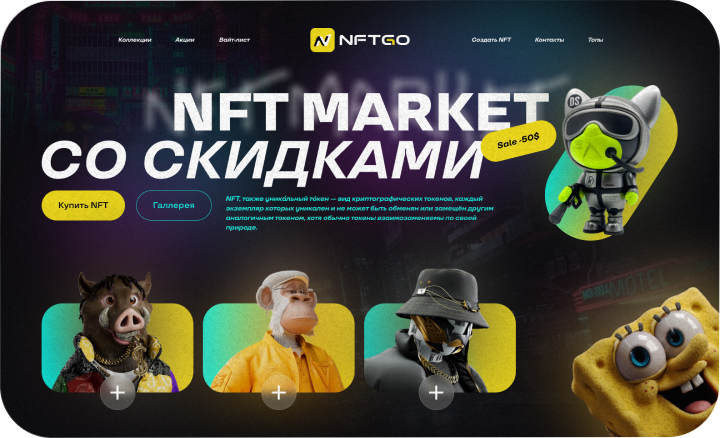 Коллекции
Акции
Вайт-лист
NFTGO
Создать NFT
Контакты
Топы
NFT MARKET
СО СКИДКАМИ
Sale -50$
DS
Купить NFT
Галлерея
NFT, также уникальный токен — вид криптографических токенов, каждый
экземпляр которых уникален и не может быть обменян или замещён другим
аналогичным токеном, хотя обычно токены взаимозаменяемы по своей
природе.
MOTEL